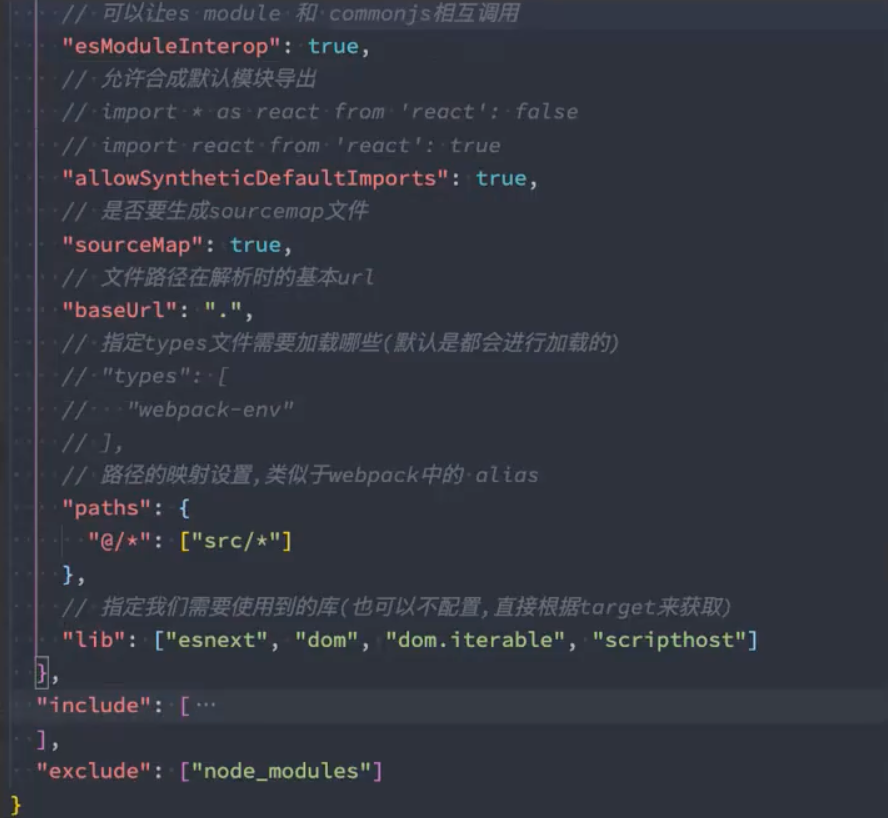 // 可以让es module 和 commonjs相互调用
"esModuleInterop": true,
// 允许合成默认模块导出
// import * as react from 'react': false
// import react from 'react': true
"allowSyntheticDefaultImports": true,
// 是否要生成sourcemap文件
"sourceMap": true,
// 文件路径在解析时的基本url
"baseUrl": ".",
// 指定types文件需要加载哪些(默认是都会进行加载的)
// "types": [
//   "webpack-env"
// ],
// 路径的映射设置,类似于webpack中的 alias
"paths": {
"@/*": ["src/*"]
},
// 指定我们需要使用到的库(也可以不配置,直接根据target来获取)
"lib": ["esnext", "dom", "dom.iterable", "scripthost"]
},
"include": [ ···
],
"exclude": ["node_modules"]
}